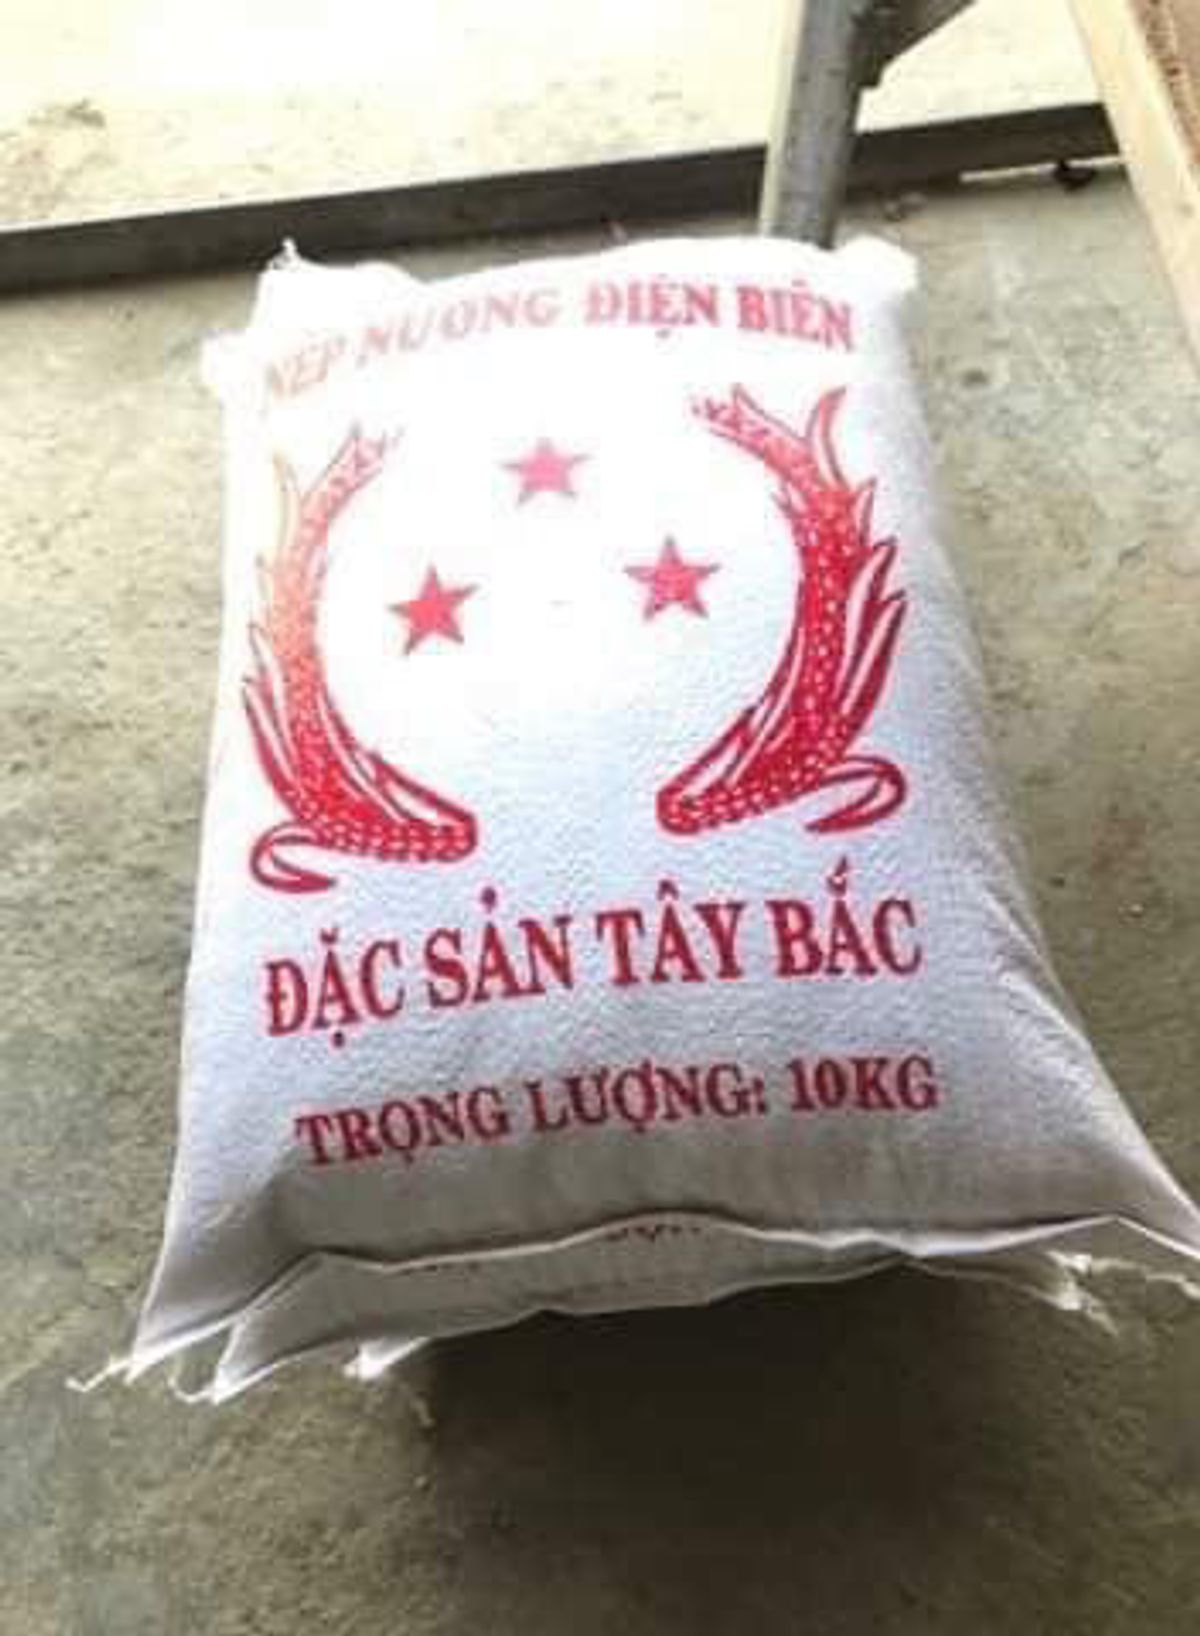 NẾP NƯƠNG ĐIỆN BIÊN
ĐẶC SẢN TÂY BẮC
TRỌNG LƯỢNG: 10KG